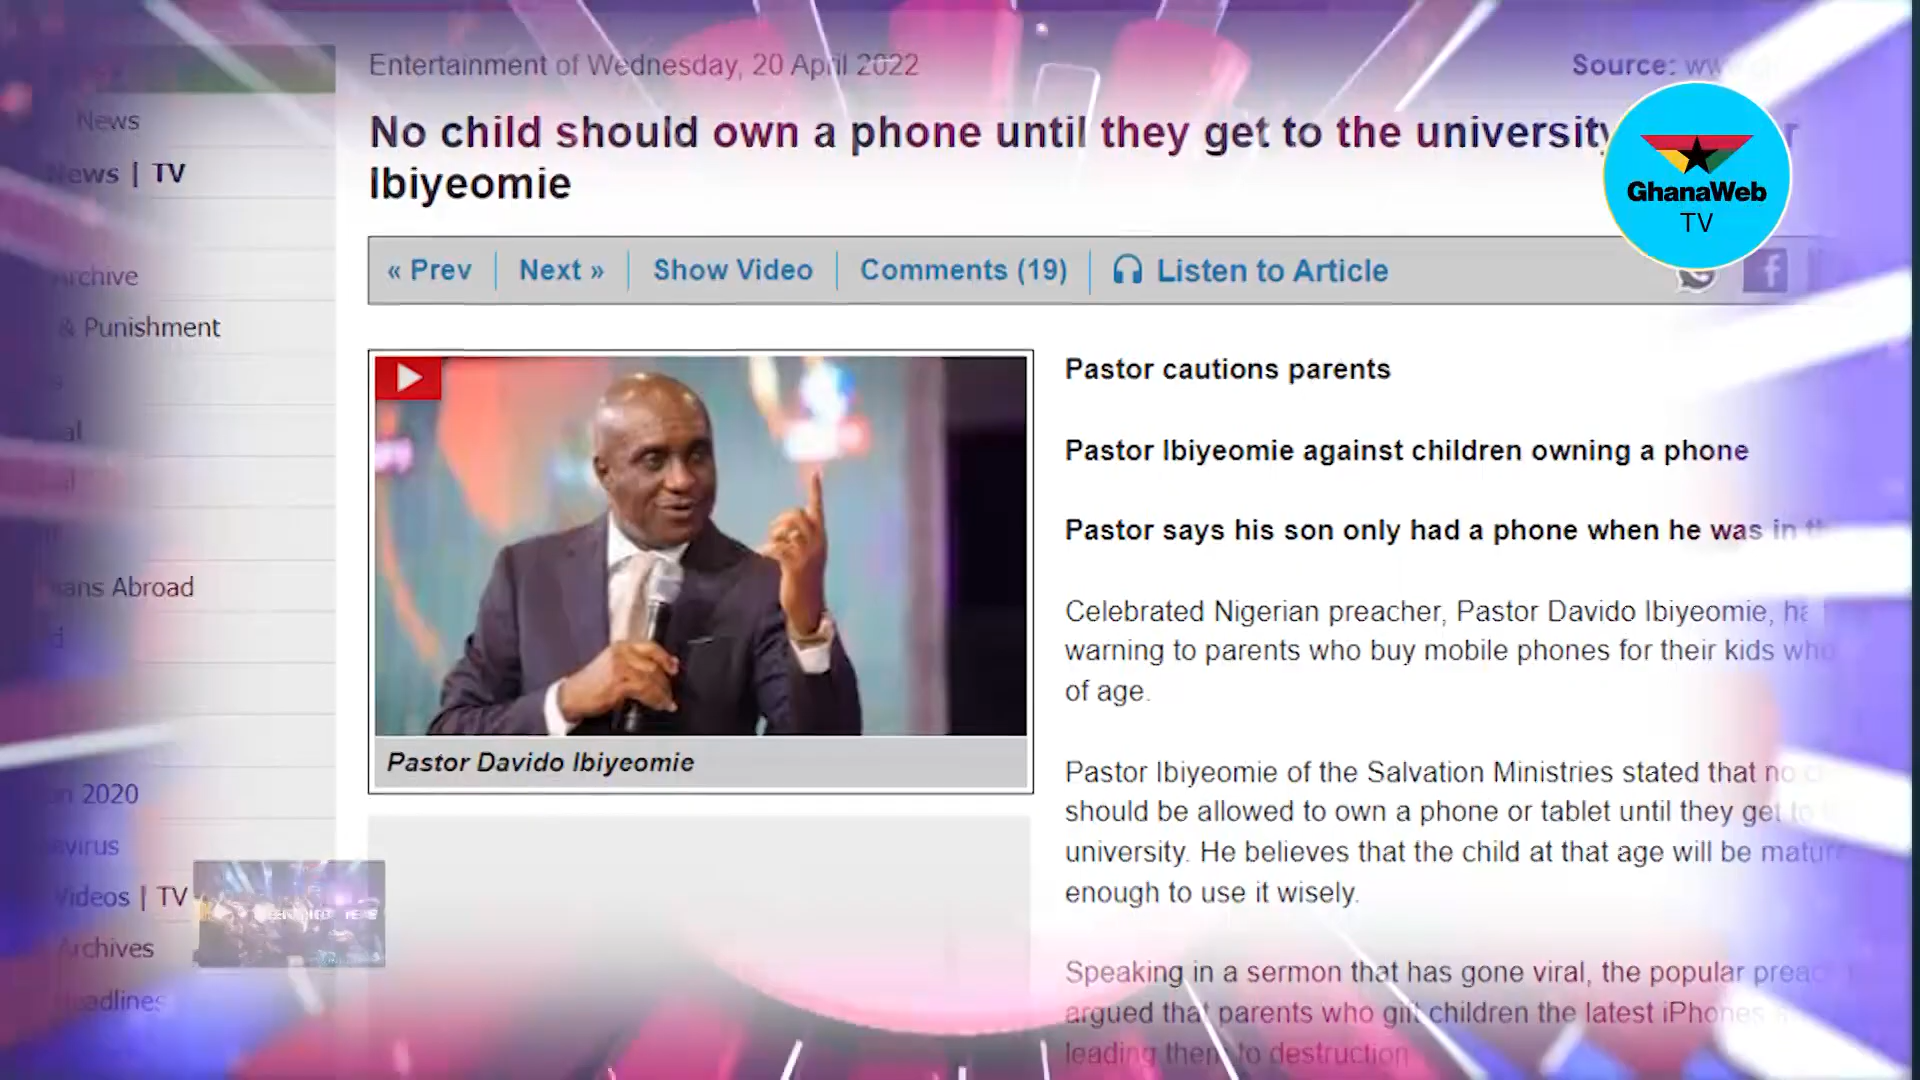 Entertainment of Wednesday, 20 April 2022
Source:
No child should own a phone until they get to the university
Ibiyeomie
GhanaWeb
TV
News
News | TV
Archive
& Punishment
Abroad
2020
Videos | TV
Archives
Headlines
« Prev
Next »
Show Video
Comments (19)
Listen to Article
Pastor Davido Ibiyeomie
Pastor cautions parents
Pastor Ibiyeomie against children owning a phone
Pastor says his son only had a phone when he was in
Celebrated Nigerian preacher, Pastor Davido Ibiyeomie,
warning to parents who buy mobile phones for their kids
of age.
Pastor Ibiyeomie of the Salvation Ministries stated that no
should be allowed to own a phone or tablet until they get to
university. He believes that the child at that age will be mature
enough to use it wisely.
Speaking in a sermon that has gone viral, the popular
argued that parents who gift children the latest iPhones
leading them to destruction